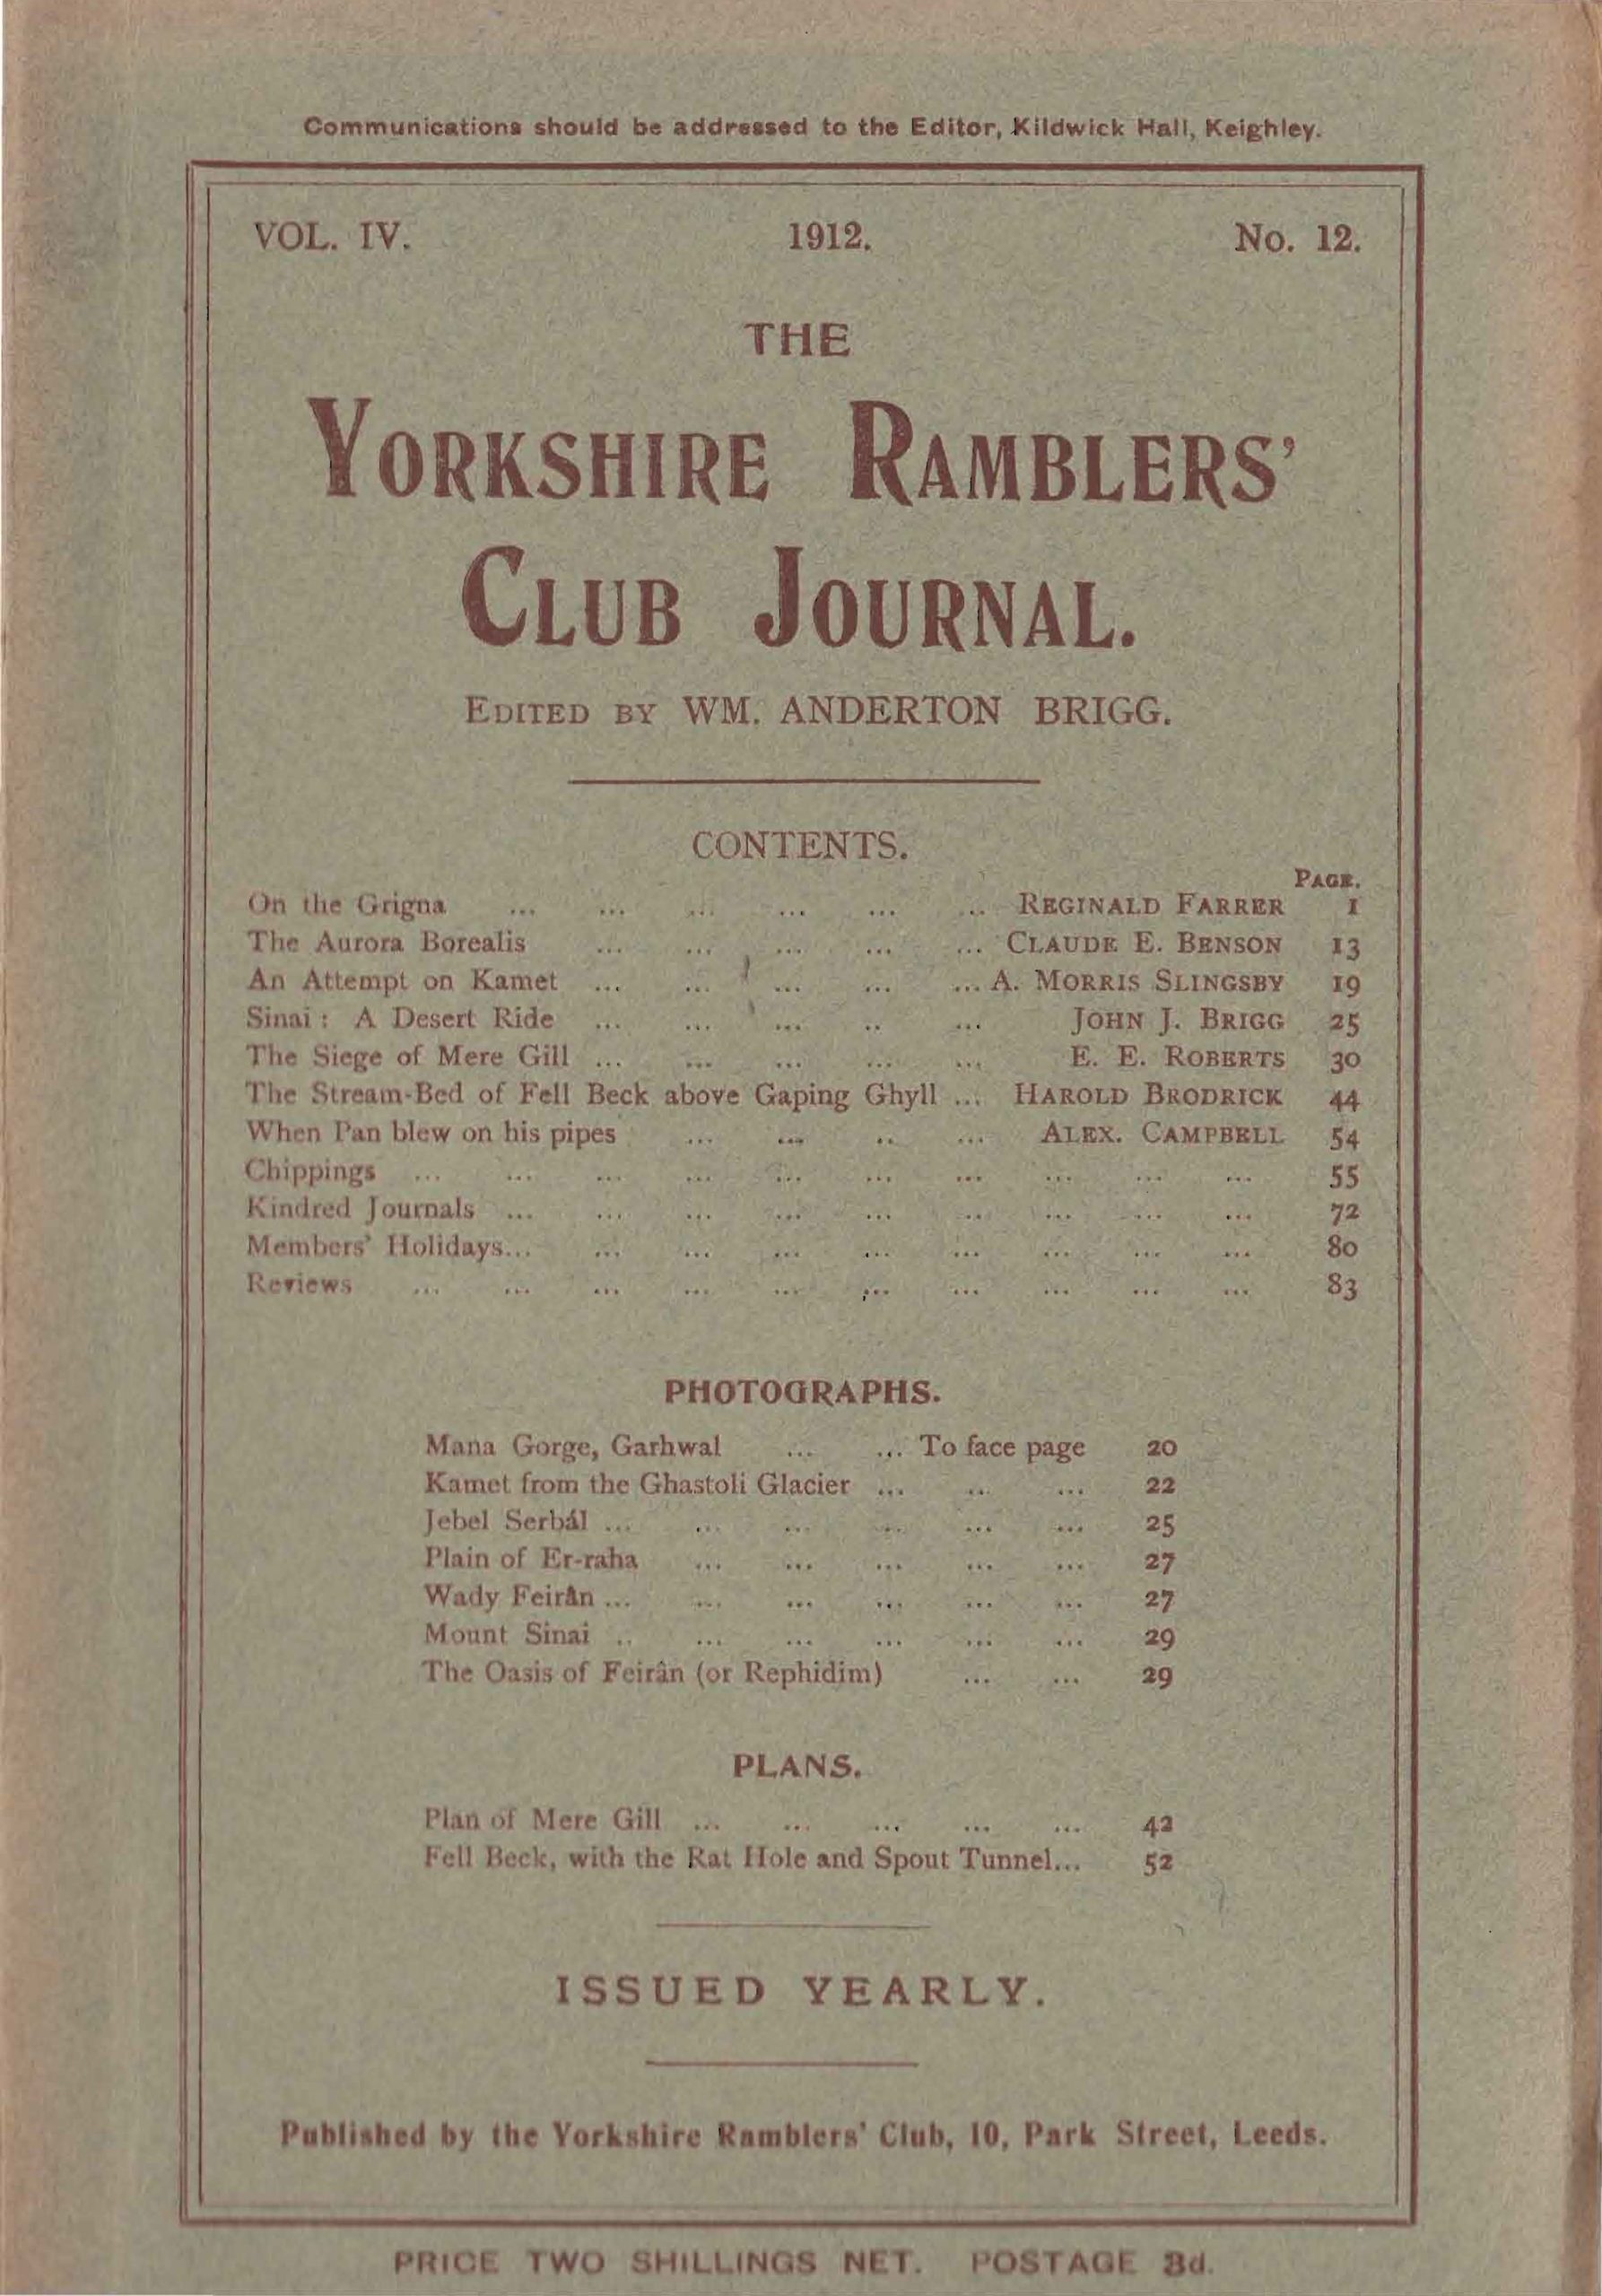 Communications should be addressed to the Editor, Kildwick Hall, Keighley.
VOL. IV. 1912. No. 12.
THE
YORKSHIRE RAMBLERS'
CLUB JOURNAL.
EDITED BY WM. ANDERTON BRIGG.
CONTENTS.
PAGE.
On the Grigna ... ... ... ... ... ... REGINALD FARRER 1
The Aurora Borealis ... ... ... ... ... CLAUDE E. BENSON 13
An Attempt on Kamet ... ... ... ... ... A. MORRIS SLINGSBY 19
Sinai: A Desert Ride ... ... ... .. ... JOHN J. BRIGG 25
The Siege of Mere Gill ... ... ... ... ... E. E. ROBERTS 30
The Stream-Bed of Fell Beck above Gaping Ghyll ... HAROLD BRODRICK 44
When Pan blew on his pipes ... ... .. ... ALEX. CAMPBELL 54
Chippings ... ... ... ... ... ... ... ... ... ... 55
Kindred Journals ... ... ... ... ... ... ... ... ... 72
Members' Holidays... ... ... ... ... ... ... ... ... 80
Reviews ... ... ... ... ... ... ... ... ... ... 83
PHOTOGRAPHS.
Mana Gorge, Garhwal ... ... To face page 20
Kamet from the Ghastoli Glacier ... ... ... 22
Jebel Serbál ... ... ... ... ... ... 25
Plain of Er-raha ... ... ... ... ... 27
Wady Feirân ... ... ... ... ... ... 27
Mount Sinai .. ... ... ... ... ... 29
The Oasis of Feirân (or Rephidim) ... ... 29
PLANS.
Plan of Mere Gill ... ... ... ... ... 42
Fell Beck, with the Rat Hole and Spout Tunnel... 52
ISSUED YEARLY.
Published by the Yorkshire Ramblers' Club, 10, Park Street, Leeds.
PRICE TWO SHILLINGS NET. POSTAGE 3d.